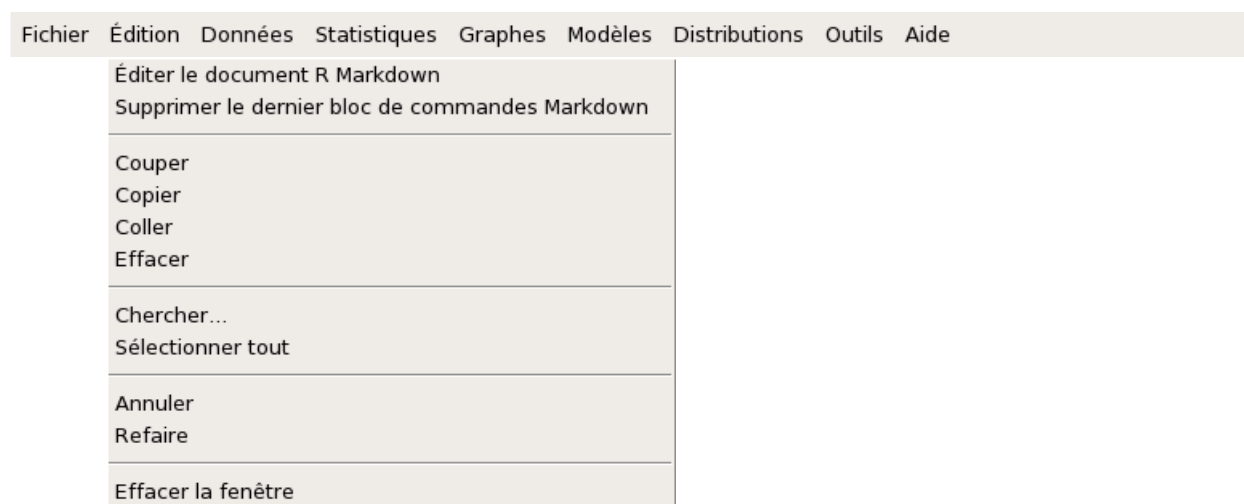 Fichier Édition Données Statistiques Graphes Modèles Distributions Outils Aide
Éditer le document R Markdown
Supprimer le dernier bloc de commandes Markdown
Couper
Copier
Coller
Effacer
Chercher...
Sélectionner tout
Annuler
Refaire
Effacer la fenêtre